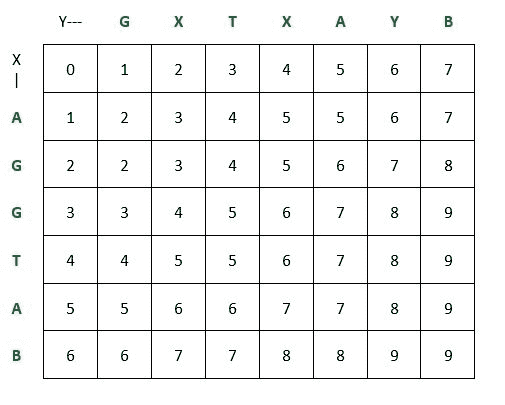 Y--- G X T X A Y B
X
| 0 1 2 3 4 5 6 7
A 1 2 3 4 5 5 6 7
G 2 2 3 4 5 6 7 8
G 3 3 4 5 6 7 8 9
T 4 4 5 5 6 7 8 9
A 5 5 6 6 7 7 8 9
B 6 6 7 7 8 8 9 9